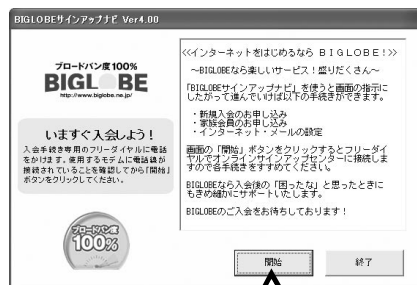 BIGLOBEサインアップナビ Ver4.00
ブロードバンド度100%
BIGLOBE
http://www.biglobe.ne.jp/
いますぐ入会しよう！
入会手続き専用のフリーダイヤルに電話
をかけます。使用するモデムに電話線が
接続されていることを確認してから「開始」
ボタンをクリックしてください。
ブロードバンド度
100%
<<インターネットをはじめるなら BIGLOBE!>>
～BIGLOBEなら楽しいサービス！盛りだくさん～
「BIGLOBEサインアップナビ」を使うと画面の指示に
したがって進んでいけば以下の手続きができます。
・新規入会のお申し込み
・家族会員のお申し込み
・インターネット・メールの設定
画面の「開始」ボタンをクリックするとフリーダイ
ヤルでオンラインサインアップセンターに接続しま
すので各手続きをすすめてください。
BIGLOBEなら入会後の「困ったな」と思ったときに
もきめ細かにサポートいたします。
BIGLOBEのご入会をお待ちしております！
開始
終了